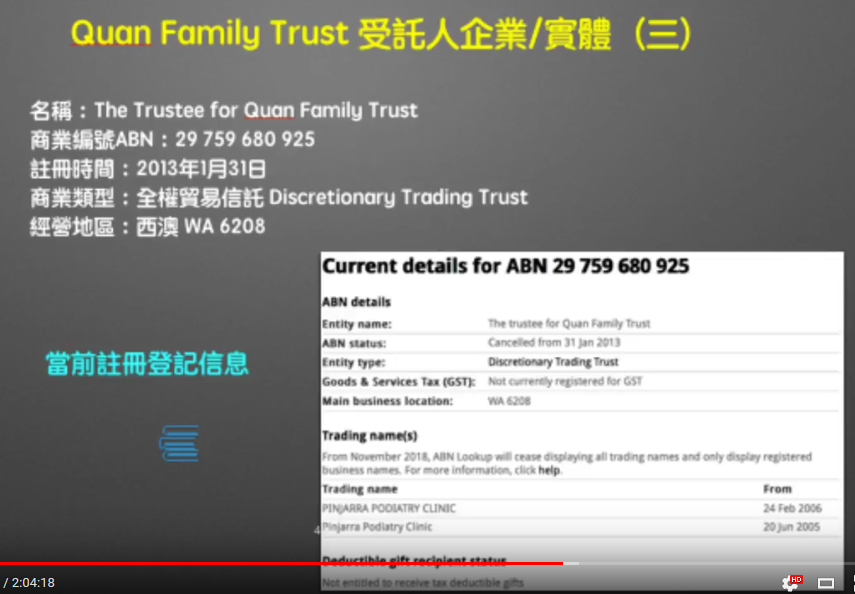 Quan Family Trust 受託人企業/實體（三）
名稱：The Trustee for Quan Family Trust
商業編號ABN：29 759 680 925
註冊時間：2013年1月31日
商業類型：全權貿易信託 Discretionary Trading Trust
經營地區：西澳 WA 6208
當前註冊登記信息
Current details for ABN 29 759 680 925
ABN details
Entity name: The trustee for Quan Family Trust
ABN status: Cancelled from 31 Jan 2013
Entity type: Discretionary Trading Trust
Goods & Services Tax (GST): Not currently registered for GST
Main business location: WA 6208
Trading name(s)
From November 2018, ABN Lookup will cease displaying all trading names and only display registered
business names. For more information, click help.
Trading name From
PINJARRA PODIATRY CLINIC 24 Feb 2006
Pinjarra Podiatry Clinic 20 Jun 2005
Deductible gift recipient status
Not entitled to receive tax deductible gifts
/ 2:04:18
HD